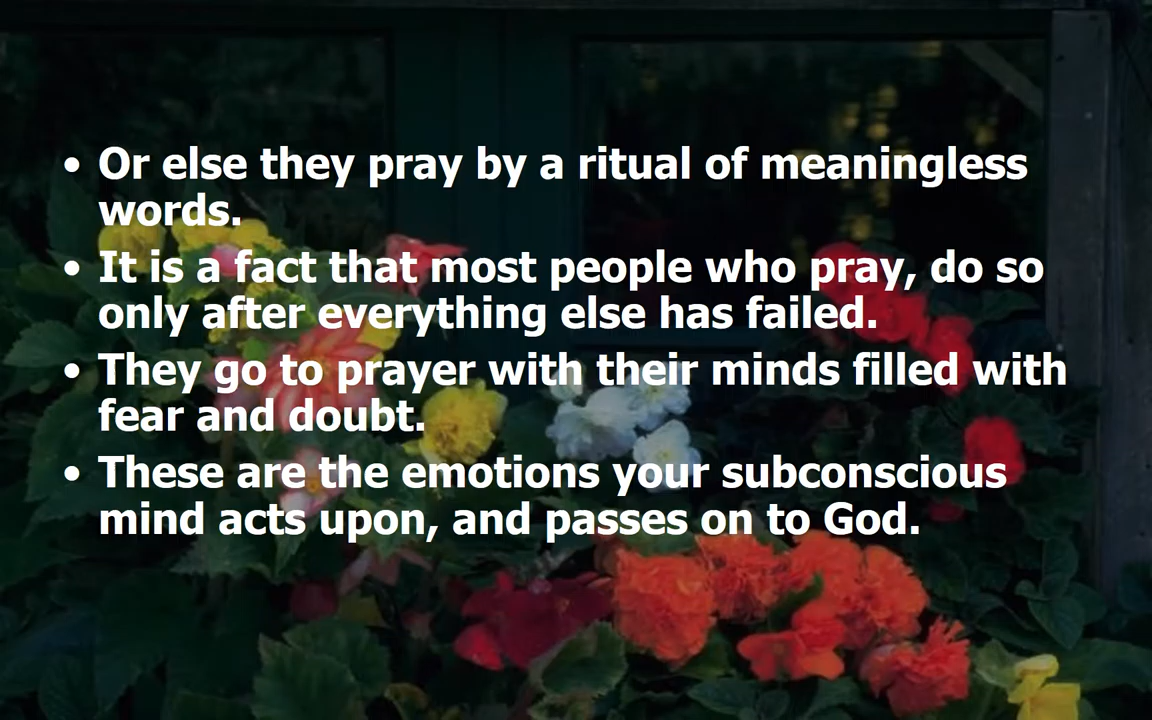 • Or else they pray by a ritual of meaningless
words.
• It is a fact that most people who pray, do so
only after everything else has failed.
• They go to prayer with their minds filled with
fear and doubt.
• These are the emotions your subconscious
mind acts upon, and passes on to God.